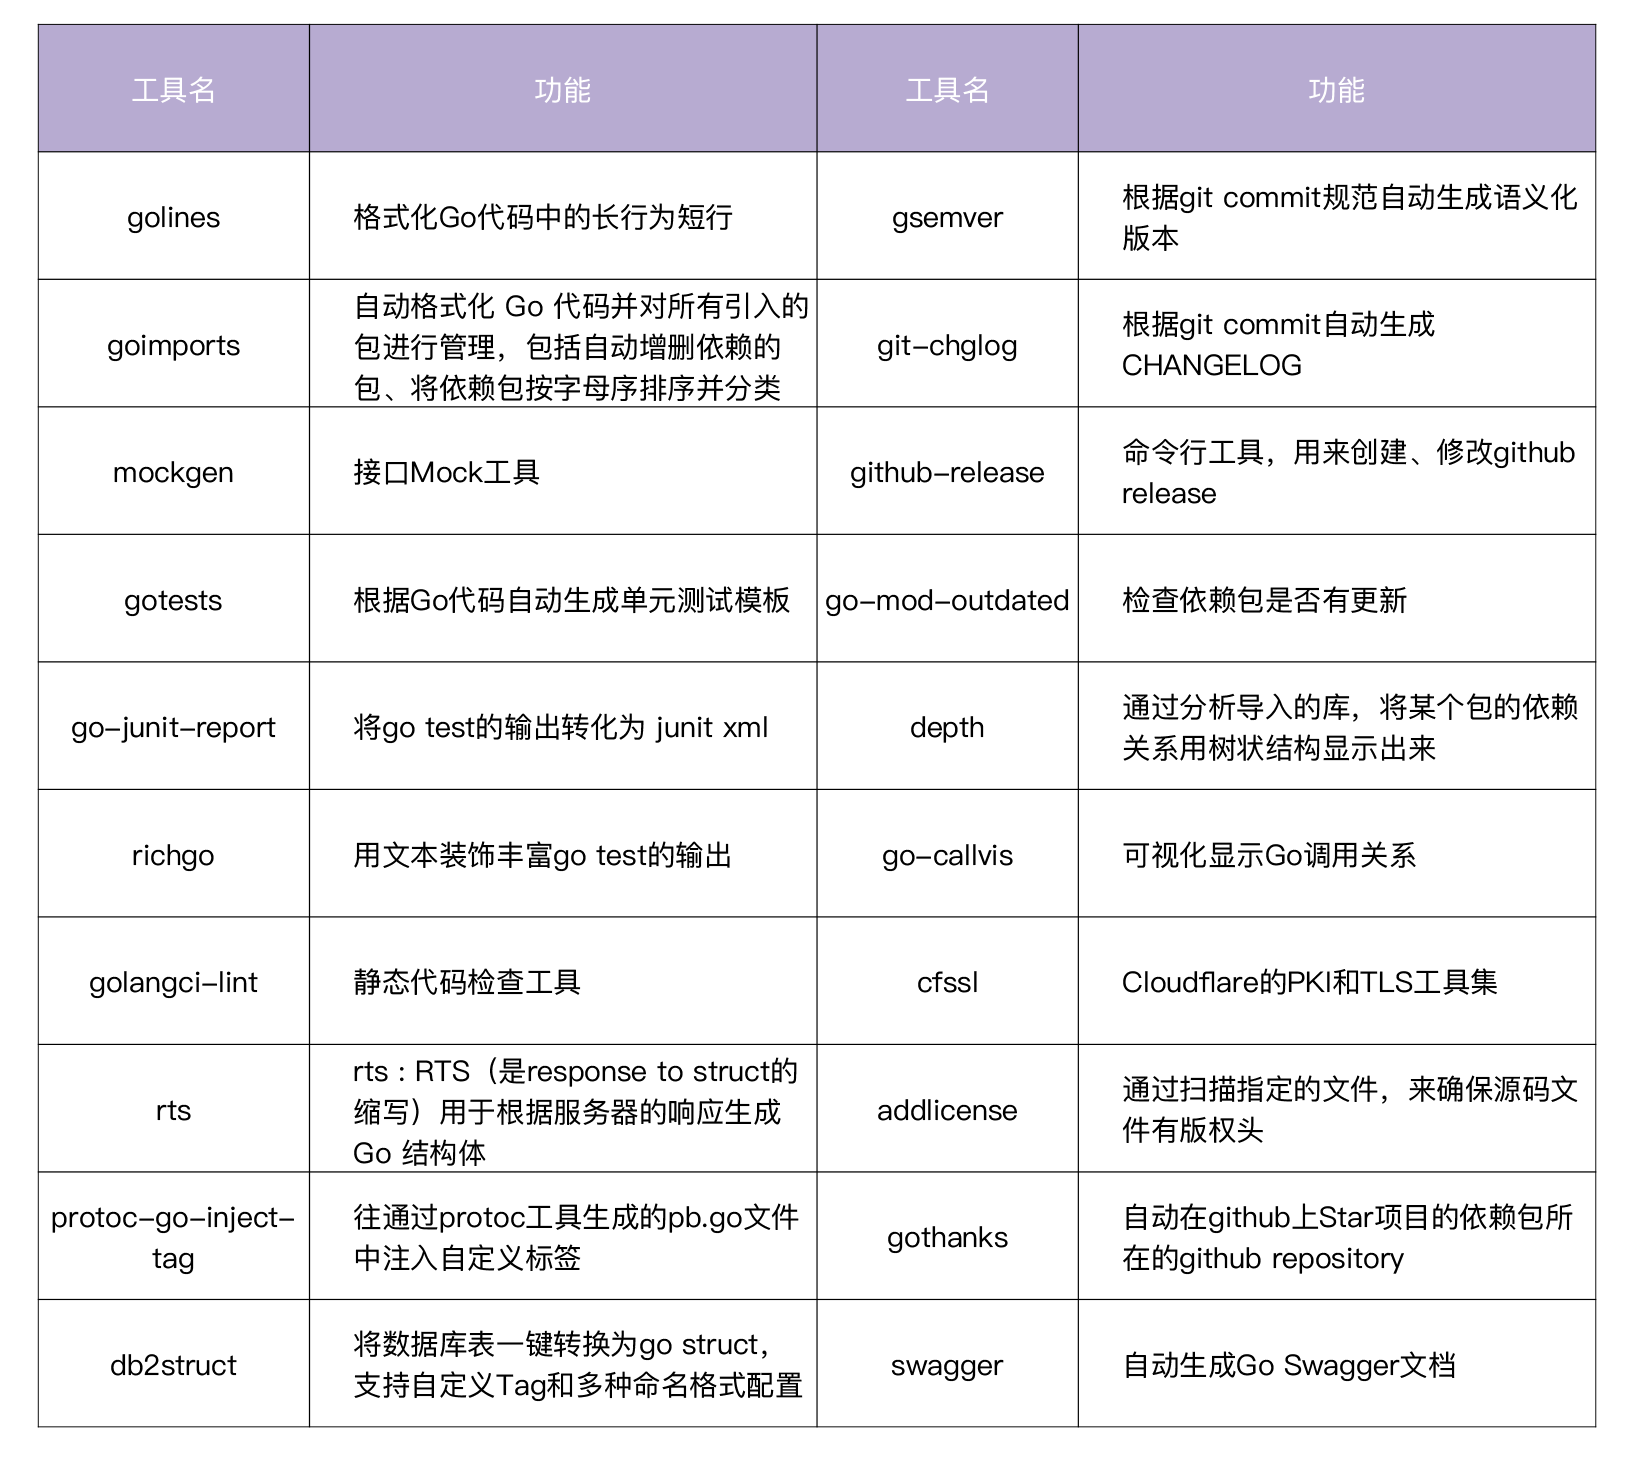 工具名
功能
工具名
功能
golines
格式化Go代码中的长行为短行
gsemver
根据git commit规范自动生成语义化
版本
goimports
自动格式化 Go 代码并对所有引入的
包进行管理，包括自动增删依赖的
包、将依赖包按字母序排序并分类
git-chglog
根据git commit自动生成
CHANGELOG
mockgen
接口Mock工具
github-release
命令行工具，用来创建、修改github
release
gotests
根据Go代码自动生成单元测试模板
go-mod-outdated
检查依赖包是否有更新
go-junit-report
将go test的输出转化为 junit xml
depth
通过分析导入的库，将某个包的依赖
关系用树状结构显示出来
richgo
用文本装饰丰富go test的输出
go-callvis
可视化显示Go调用关系
golangci-lint
静态代码检查工具
cfssl
Cloudflare的PKI和TLS工具集
rts
rts : RTS（是response to struct的
缩写）用于根据服务器的响应生成
Go 结构体
addlicense
通过扫描指定的文件，来确保源码文
件有版权头
protoc-go-inject-
tag
往通过protoc工具生成的pb.go文件
中注入自定义标签
gothanks
自动在github上Star项目的依赖包所
在的github repository
db2struct
将数据库表一键转换为go struct，
支持自定义Tag和多种命名格式配置
swagger
自动生成Go Swagger文档